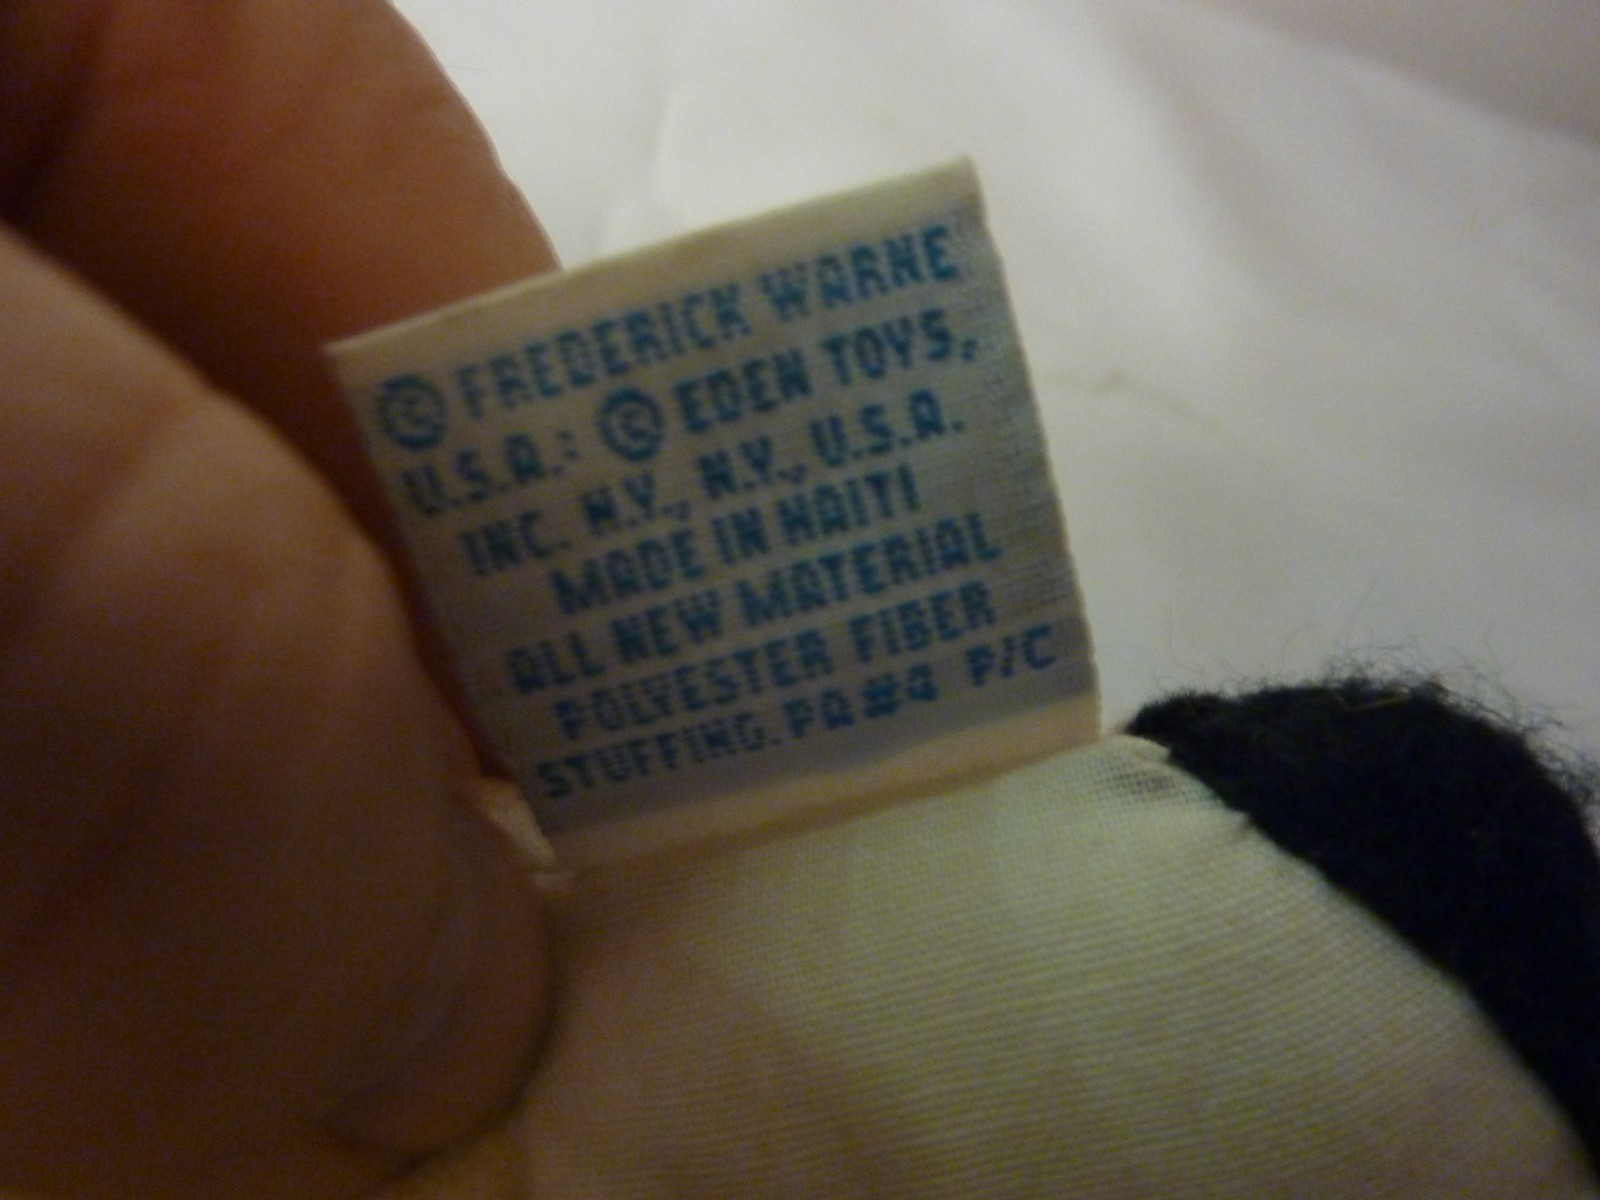 © FREDERICK WARNE
U.S.A.: © EDEN TOYS,
INC. N.Y., N.Y., U.S.A.
MADE IN HAITI
ALL NEW MATERIAL
POLYESTER FIBER
STUFFING. PA#4 P/C